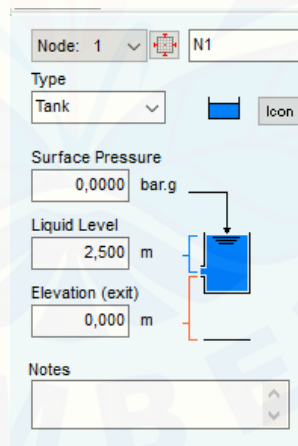 Node: 1
N1
Type
Tank
Icon
Surface Pressure
0,0000 bar.g
Liquid Level
2,500 m
Elevation (exit)
0,000 m
Notes